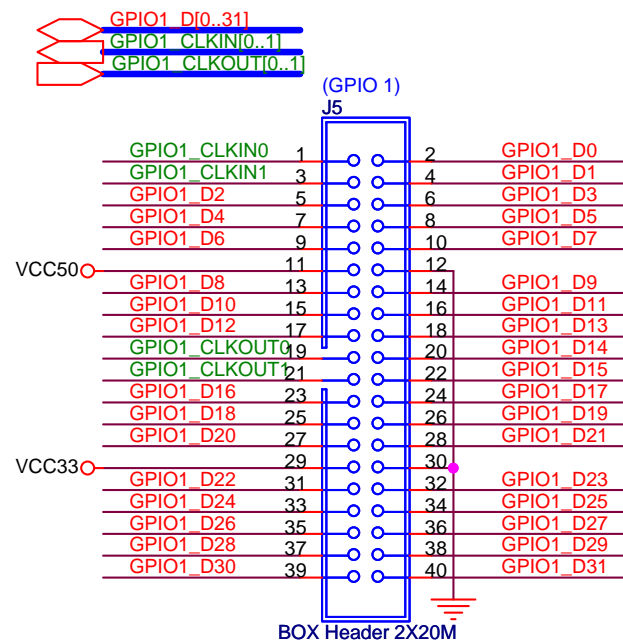 GPIO1_D[0..31]
GPIO1_CLKIN[0..1]
GPIO1_CLKOUT[0..1]
(GPIO 1)
J5
GPIO1_CLKIN0 1 2 GPIO1_D0
GPIO1_CLKIN1 3 4 GPIO1_D1
GPIO1_D2 5 6 GPIO1_D3
GPIO1_D4 7 8 GPIO1_D5
GPIO1_D6 9 10 GPIO1_D7
VCC50 11 12
GPIO1_D8 13 14 GPIO1_D9
GPIO1_D10 15 16 GPIO1_D11
GPIO1_D12 17 18 GPIO1_D13
GPIO1_CLKOUT0 19 20 GPIO1_D14
GPIO1_CLKOUT1 21 22 GPIO1_D15
GPIO1_D16 23 24 GPIO1_D17
GPIO1_D18 25 26 GPIO1_D19
GPIO1_D20 27 28 GPIO1_D21
VCC33 29 30
GPIO1_D22 31 32 GPIO1_D23
GPIO1_D24 33 34 GPIO1_D25
GPIO1_D26 35 36 GPIO1_D27
GPIO1_D28 37 38 GPIO1_D29
GPIO1_D30 39 40 GPIO1_D31
BOX Header 2X20M